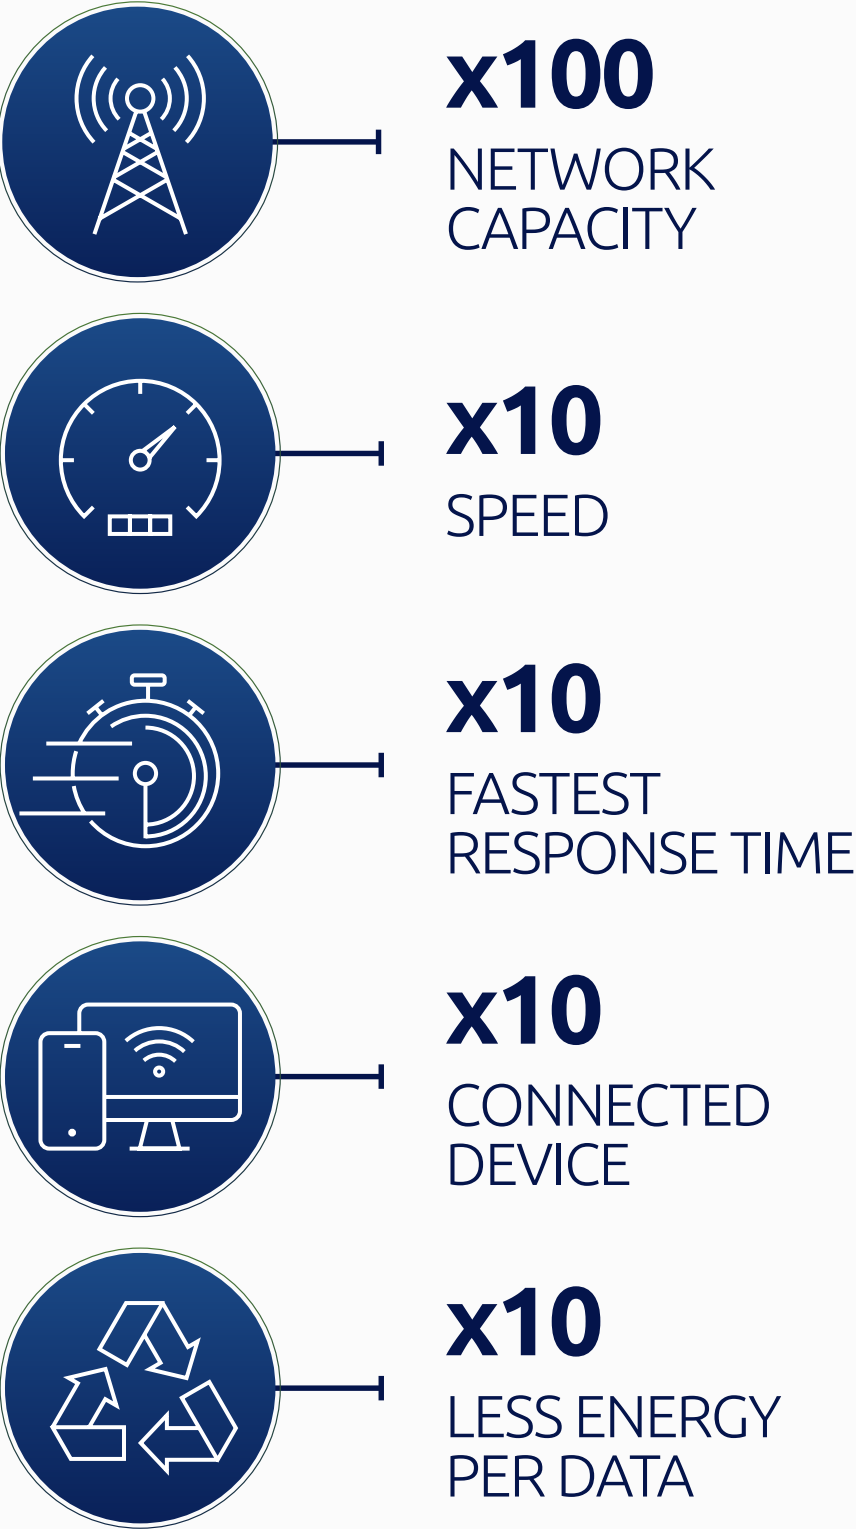 x100
NETWORK
CAPACITY
x10
SPEED
x10
FASTEST
RESPONSE TIME
x10
CONNECTED
DEVICE
x10
LESS ENERGY
PER DATA